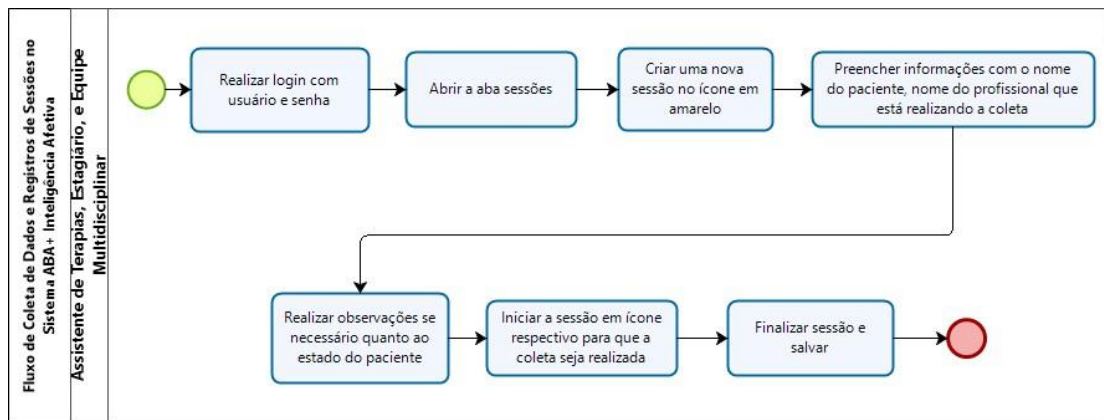 Fluxo de Coleta de Dados e Registros de Sessões no
Sistema ABA+ Inteligência Afetiva
Assistente de Terapias, Estagiário, e Equipe
Multidisciplinar
Realizar login com
usuário e senha
Abrir a aba sessões
Criar uma nova
sessão no ícone em
amarelo
Preencher informações com o nome
do paciente, nome do profissional que
está realizando a coleta
Realizar observações se
necessário quanto ao
estado do paciente
Iniciar a sessão em ícone
respectivo para que a
coleta seja realizada
Finalizar sessão e
salvar